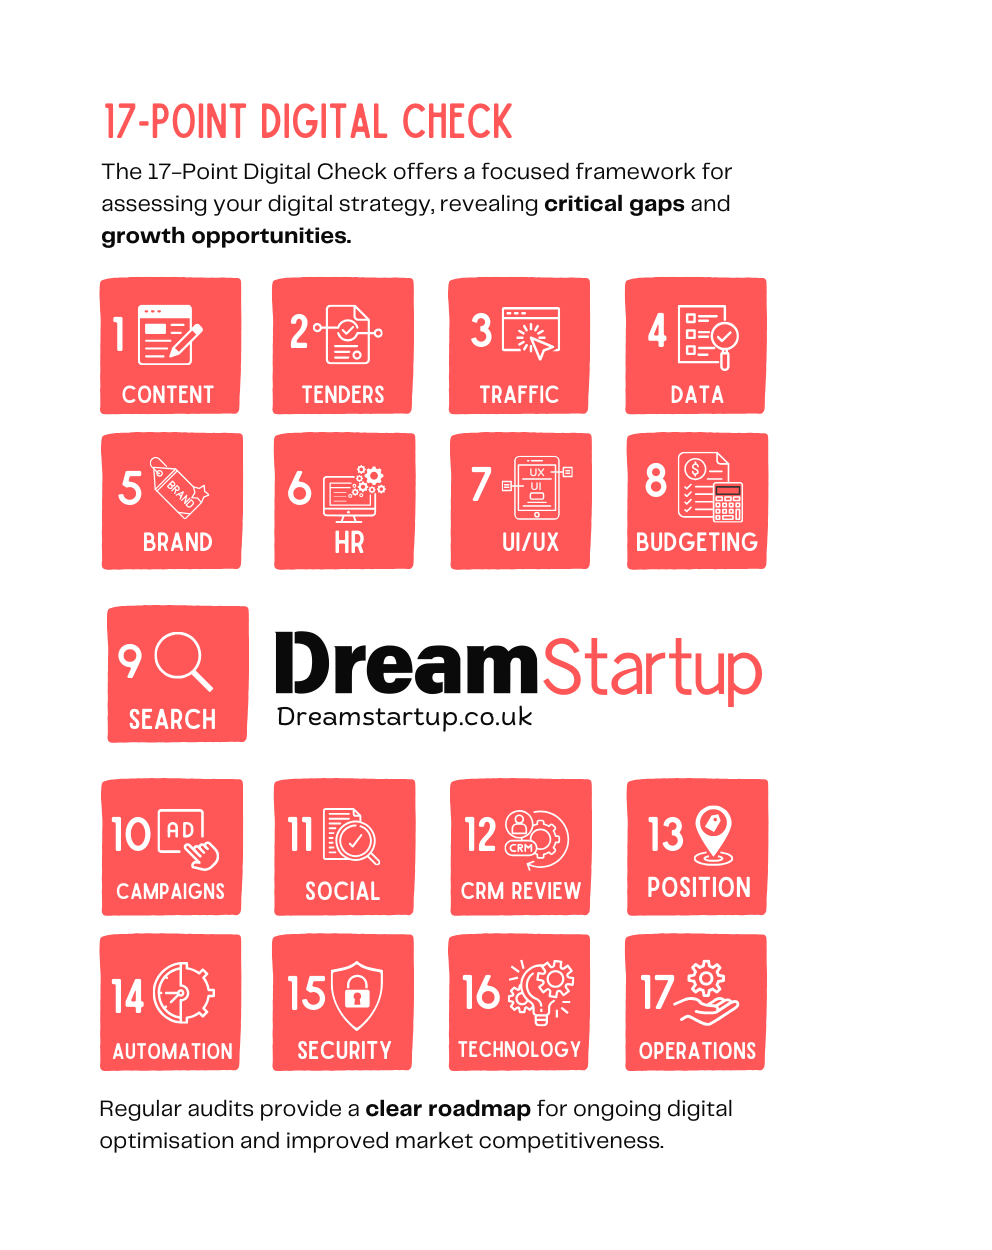 17-POINT DIGITAL CHECK
The 17-Point Digital Check offers a focused framework for
assessing your digital strategy, revealing critical gaps and
growth opportunities.
1
CONTENT
2
TENDERS
3
TRAFFIC
4
DATA
5
BRAND
BRAND
6
HR
7
UX
UI
UI/UX
8
$
BUDGETING
9
SEARCH
DreamStartup
Dreamstartup.co.uk
10
AD
CAMPAIGNS
11
SOCIAL
12
CRM
CRM REVIEW
13
POSITION
14
AUTOMATION
15
SECURITY
16
TECHNOLOGY
17
OPERATIONS
Regular audits provide a clear roadmap for ongoing digital
optimisation and improved market competitiveness.